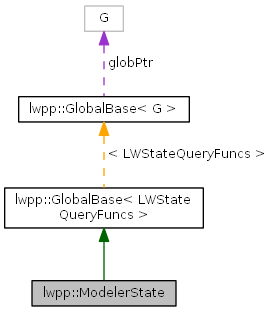 G
globPtr
lwpp::GlobalBase< G >
< LWStateQueryFuncs >
lwpp::GlobalBase< LWState
QueryFuncs >
lwpp::ModelerState